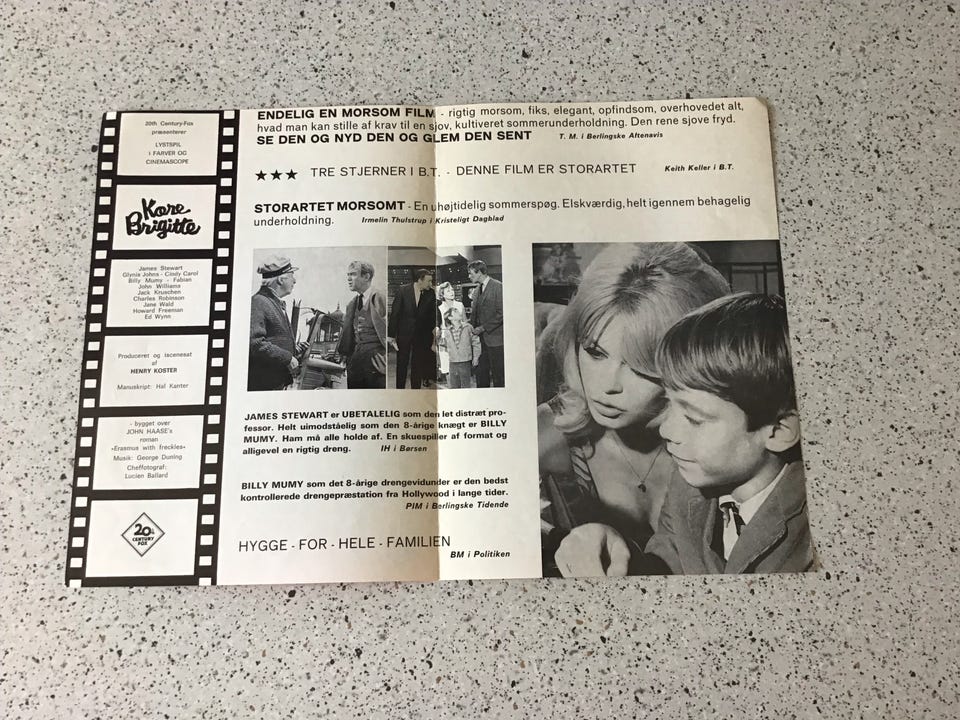 20th Century-Fox
præsenterer
LYSTSPIL
i FARVER OG
CINEMASCOPE
Kære
Brigitte
James Stewart
Glynis Johns - Cindy Carol
Billy Mumy - Fabian
John Williams
Jack Kruschen
Charles Robinson
Jane Wald
Howard Freeman
Ed Wynn
Produceret og iscenesat
af
HENRY KOSTER
Manuskript: Hal Kanter
- bygget over
JOHN HAASE's
roman
»Erasmus with freckles«
Musik: George Duning
Cheffotograf:
Lucien Ballard
20th
CENTURY
FOX
ENDELIG EN MORSOM FILM - rigtig morsom, fiks, elegant, opfindsom, overhovedet alt,
hvad man kan stille af krav til en sjov, kultiveret sommerunderholdning. Den rene sjove fryd.
SE DEN OG NYD DEN OG GLEM DEN SENT T. M. i Berlingske Aftenavis
★★★ TRE STJERNER I B.T. - DENNE FILM ER STORARTET Keith Keller i B.T.
STORARTET MORSOMT - En uhøjtidelig sommerspøg. Elskværdig, helt igennem behagelig
underholdning. Irmelin Thulstrup i Kristeligt Dagblad
JAMES STEWART er UBETALELIG som den let distræt pro-
fessor. Helt uimodståelig som den 8-årige knægt er BILLY
MUMY. Ham må alle holde af. En skuespiller af format og
alligevel en rigtig dreng. IH i Børsen
BILLY MUMY som det 8-årige drengevidunder er den bedst
kontrollerede drengepræstation fra Hollywood i lange tider.
PIM i Berlingske Tidende
HYGGE - FOR - HELE - FAMILIEN
BM i Politiken